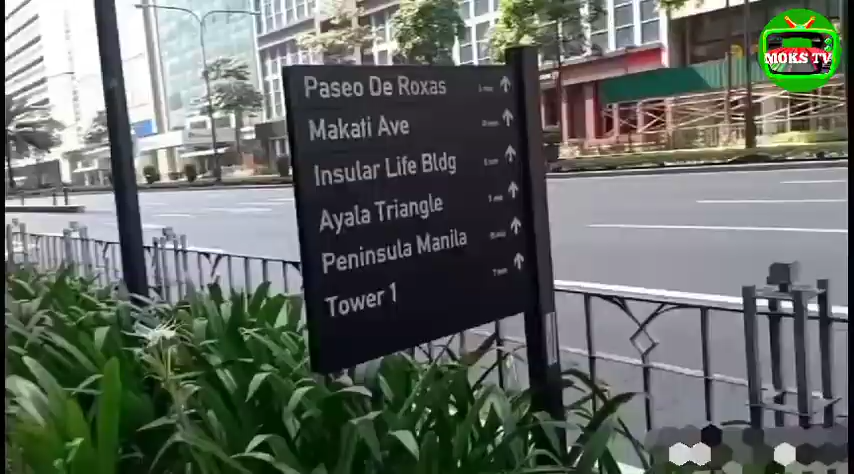 Paseo De Roxas
Makati Ave
Insular Life Bldg
Ayala Triangle
Peninsula Manila
Tower 1
MOKS TV